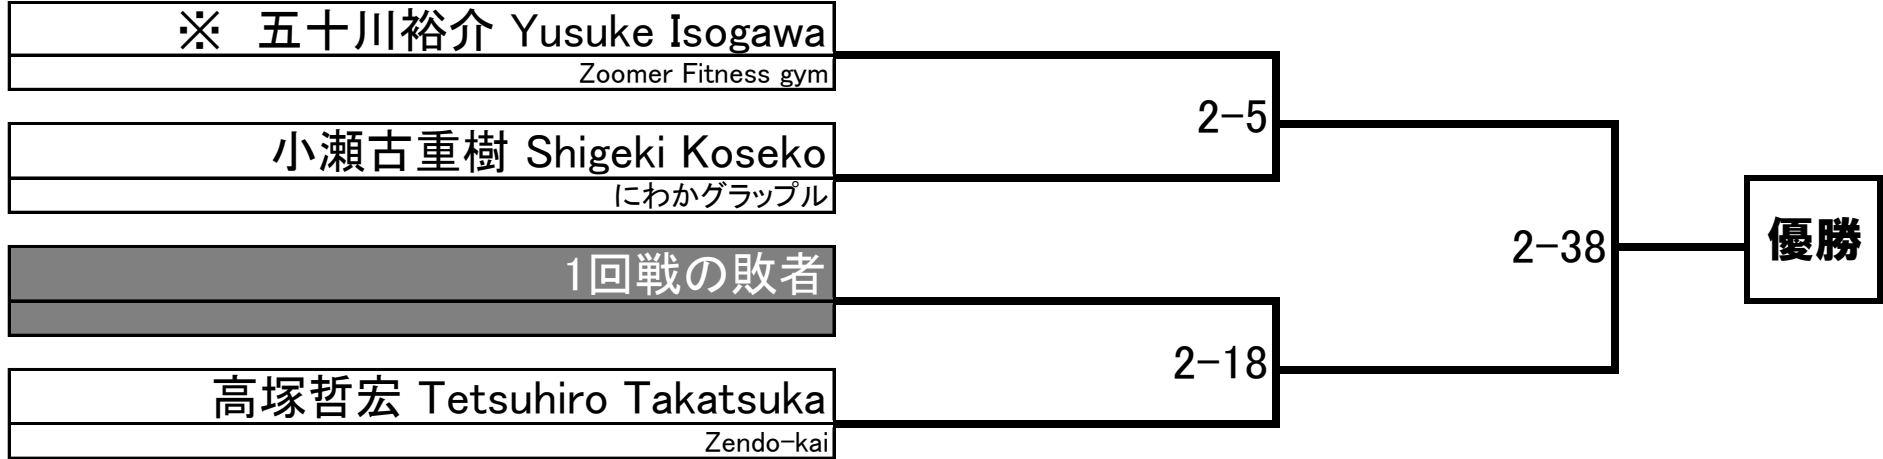 ※ 五十川裕介 Yusuke Isogawa
Zoomer Fitness gym
2-5
小瀬古重樹 Shigeki Koseko
にわかグラップル
2-38
優勝
1回戦の敗者
2-18
高塚哲宏 Tetsuhiro Takatsuka
Zendo-kai